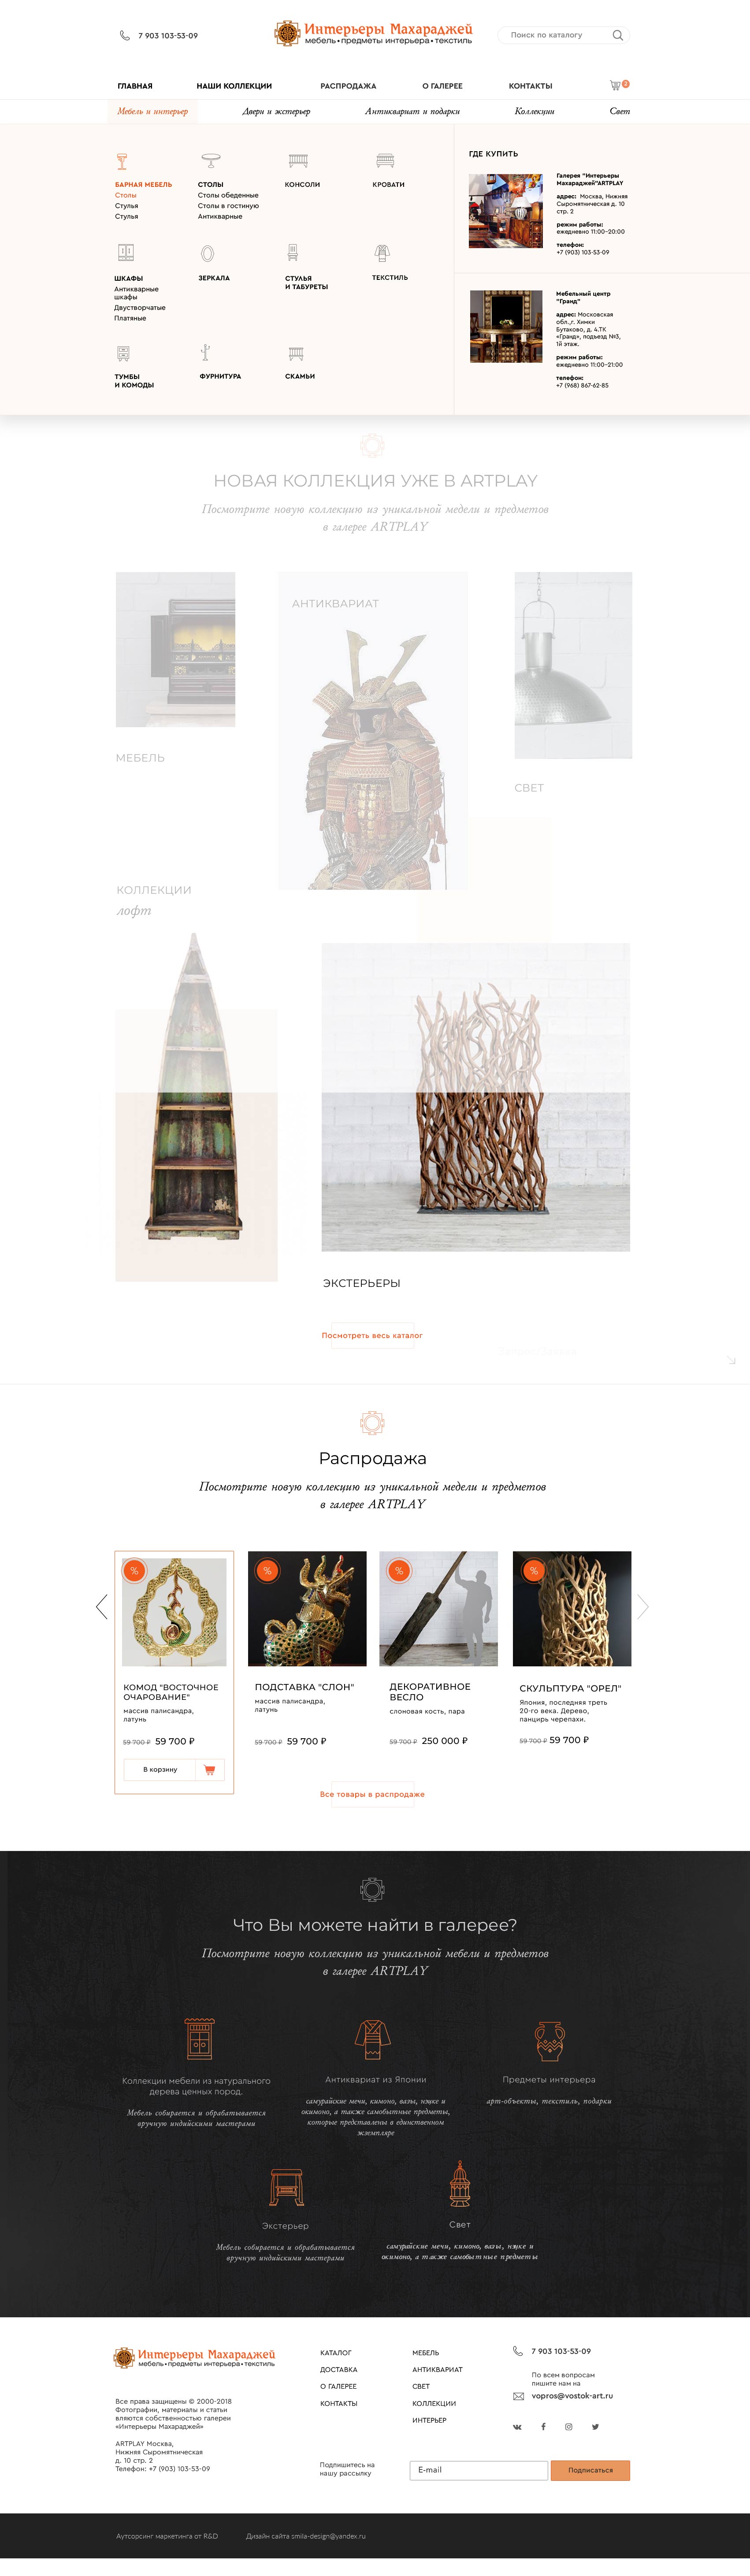 7 903 103-53-09
Интерьеры Махараджей
мебель•предметы интерьера•текстиль
Поиск по каталогу
ГЛАВНАЯ
НАШИ КОЛЛЕКЦИИ
РАСПРОДАЖА
О ГАЛЕРЕЕ
КОНТАКТЫ
3
Мебель и интерьер
Двери и экстерьер
Антиквариат и подарки
Коллекции
Свет
БАРНАЯ МЕБЕЛЬ
Столы
Стулья
Стулья
СТОЛЫ
Столы обеденные
Столы в гостиную
Антикварные
КОНСОЛИ
КРОВАТИ
ШКАФЫ
Антикварные
шкафы
Двустворчатые
Платяные
ЗЕРКАЛА
СТУЛЬЯ
И ТАБУРЕТЫ
ТЕКСТИЛЬ
ТУМБЫ
И КОМОДЫ
ФУРНИТУРА
СКАМЬИ
ГДЕ КУПИТЬ
Галерея "Интерьеры
Махараджей"ARTPLAY
адрес: Москва, Нижняя
Сыромятническая д. 10
стр. 2
режим работы:
ежедневно 11:00-20:00
телефон:
+7 (903) 103-53-09
Мебельный центр
"Гранд"
адрес: Московская
обл.,г. Химки
Бутаково, д. 4.ТК
«Гранд», подъезд №3,
1й этаж.
режим работы:
ежедневно 11:00-21:00
телефон:
+7 (968) 867-62-85
НОВАЯ КОЛЛЕКЦИЯ УЖЕ В ARTPLAY
Посмотрите новую коллекцию из уникальной медели и предметов
в галерее ARTPLAY
АНТИКВАРИАТ
МЕБЕЛЬ
СВЕТ
КОЛЛЕКЦИИ
лофт
ЭКСТЕРЬЕРЫ
Посмотреть весь каталог
Распродажа
Посмотрите новую коллекцию из уникальной медели и предметов
в галерее ARTPLAY
%
%
%
%
КОМОД "ВОСТОЧНОЕ
ОЧАРОВАНИЕ"
массив палисандра,
латунь
59 700 ₽ 59 700 ₽
В корзину
ПОДСТАВКА "СЛОН"
массив палисандра,
латунь
59 700 ₽ 59 700 ₽
ДЕКОРАТИВНОЕ
ВЕСЛО
слоновая кость, пара
59 700 ₽ 250 000 ₽
СКУЛЬПТУРА "ОРЕЛ"
Япония, последняя треть
20-го века. Дерево,
панцирь черепахи.
59 700 ₽ 59 700 ₽
Все товары в распродаже
Что Вы можете найти в галерее?
Посмотрите новую коллекцию из уникальной мебели и предметов
в галерее ARTPLAY
Коллекции мебели из натурального
дерева ценных пород.
Мебель собирается и обрабатывается
вручную индийскими мастерами
Антиквариат из Японии
самурайские мечи, кимоно, вазы, нэцкe и
окимоно, а также самобытные предметы,
которые представлены в единственном
экземпляре
Предметы интерьера
арт-объекты, текстиль, подарки
Экстерьер
Мебель собирается и обрабатывается
вручную индийскими мастерами
Свет
самурайские мечи, кимоно, вазы, нэцкe и
окимоно, а также самобытные предметы
Интерьеры Махараджей
мебель•предметы интерьера•текстиль
Все права защищены © 2000-2018
Фотографии, материалы и статьи
вляются собственностью галереи
«Интерьеры Махараджей»
ARTPLAY Москва,
Нижняя Сыромятническая
д. 10 стр. 2
Телефон: +7 (903) 103-53-09
КАТАЛОГ
ДОСТАВКА
О ГАЛЕРЕЕ
КОНТАКТЫ
МЕБЕЛЬ
АНТИКВАРИАТ
СВЕТ
КОЛЛЕКЦИИ
ИНТЕРЬЕР
7 903 103-53-09
По всем вопросам
пишите нам на
vopros@vostok-art.ru
Подпишитесь на
нашу рассылку
E-mail
Подписаться
Аутсорсинг маркетинга от R&D
Дизайн сайта smila-design@yandex.ru